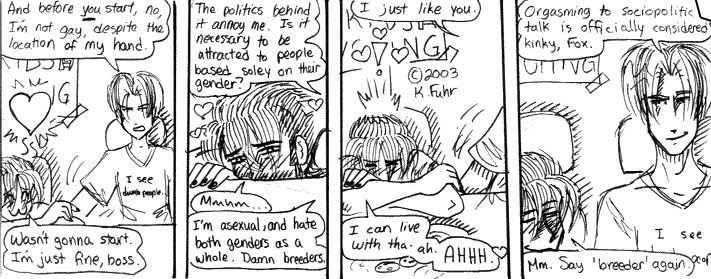 And before you start, no,
I'm not gay, despite the
location of my hand.
I see
dumb people.
Wasn't gonna start.
I'm just fine, boss.
The politics behind
it annoy me. Is it
necessary to be
attracted to people
based soley on their
gender?
Mmhm...
I'm asexual, and hate
both genders as a
whole. Damn breeders.
I just like you.
©2003
K. Fuhr
I can live
with tha- ah.
AHHH.
Orgasming to sociopolitic
talk is officially considered
kinky, Fox.
I see
Mm. Say 'breeder' again.